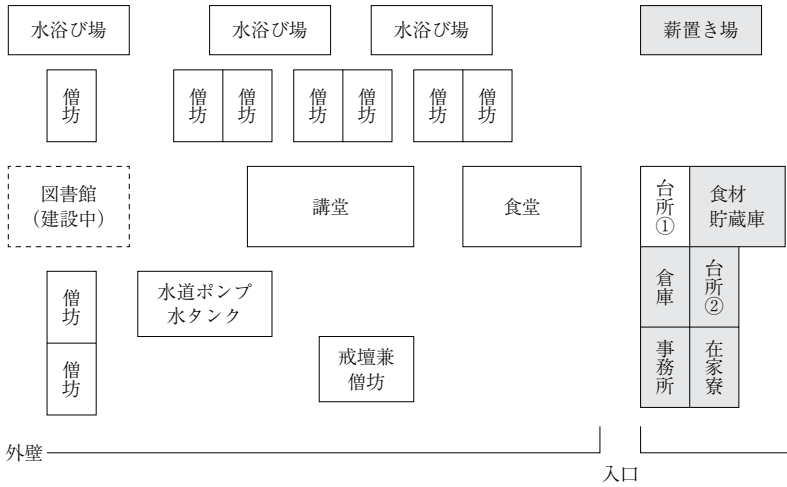 水浴び場
水浴び場
水浴び場
薪置き場
僧坊
僧坊
僧坊
僧坊
僧坊
僧坊
僧坊
図書館
（建設中）
講堂
食堂
台所①
食材
貯蔵庫
僧坊
水道ポンプ
水タンク
倉庫
台所②
僧坊
戒壇兼
僧坊
事務所
在家寮
外壁
入口